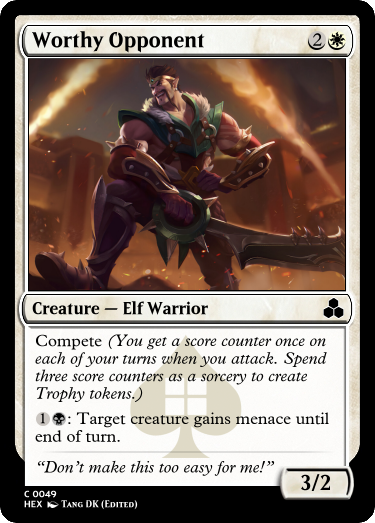 Worthy Opponent 2
Creature — Elf Warrior
Compete (You get a score counter once on
each of your turns when you attack. Spend
three score counters as a sorcery to create
Trophy tokens.)
1: Target creature gains menace until
end of turn.
“Don’t make this too easy for me!”
3/2
C 0049
HEX Tang DK (Edited)